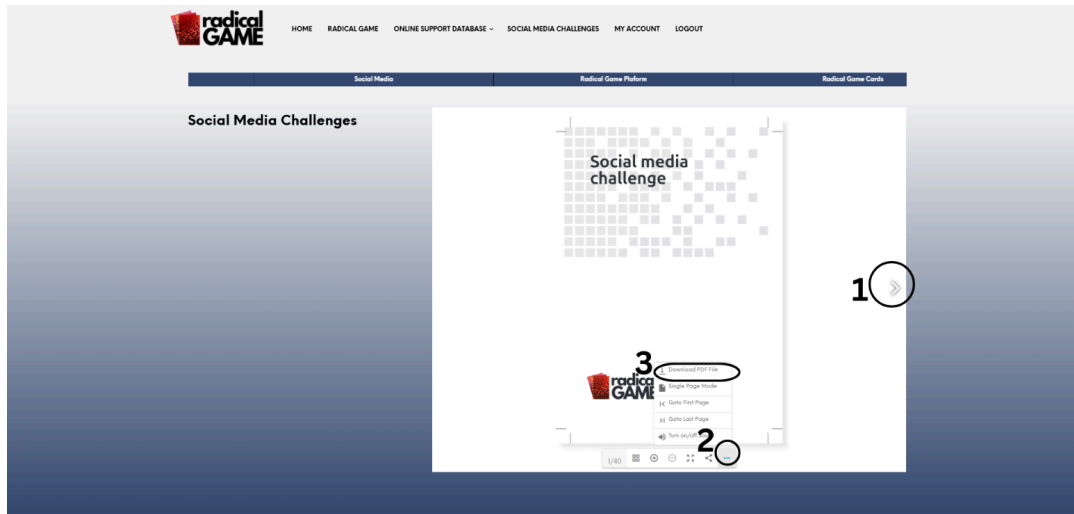 radical
GAME
HOME RADICAL GAME ONLINE SUPPORT DATABASE SOCIAL MEDIA CHALLENGES MY ACCOUNT LOGOUT
Social Media Radical Game Plaform Radical Game Cards
Social Media Challenges
Social media
challenge
1
3
Download PDF File
radica
GAME
Single Page Mode
Goto First Page
Goto Last Page
Turn on/off
2
1/40